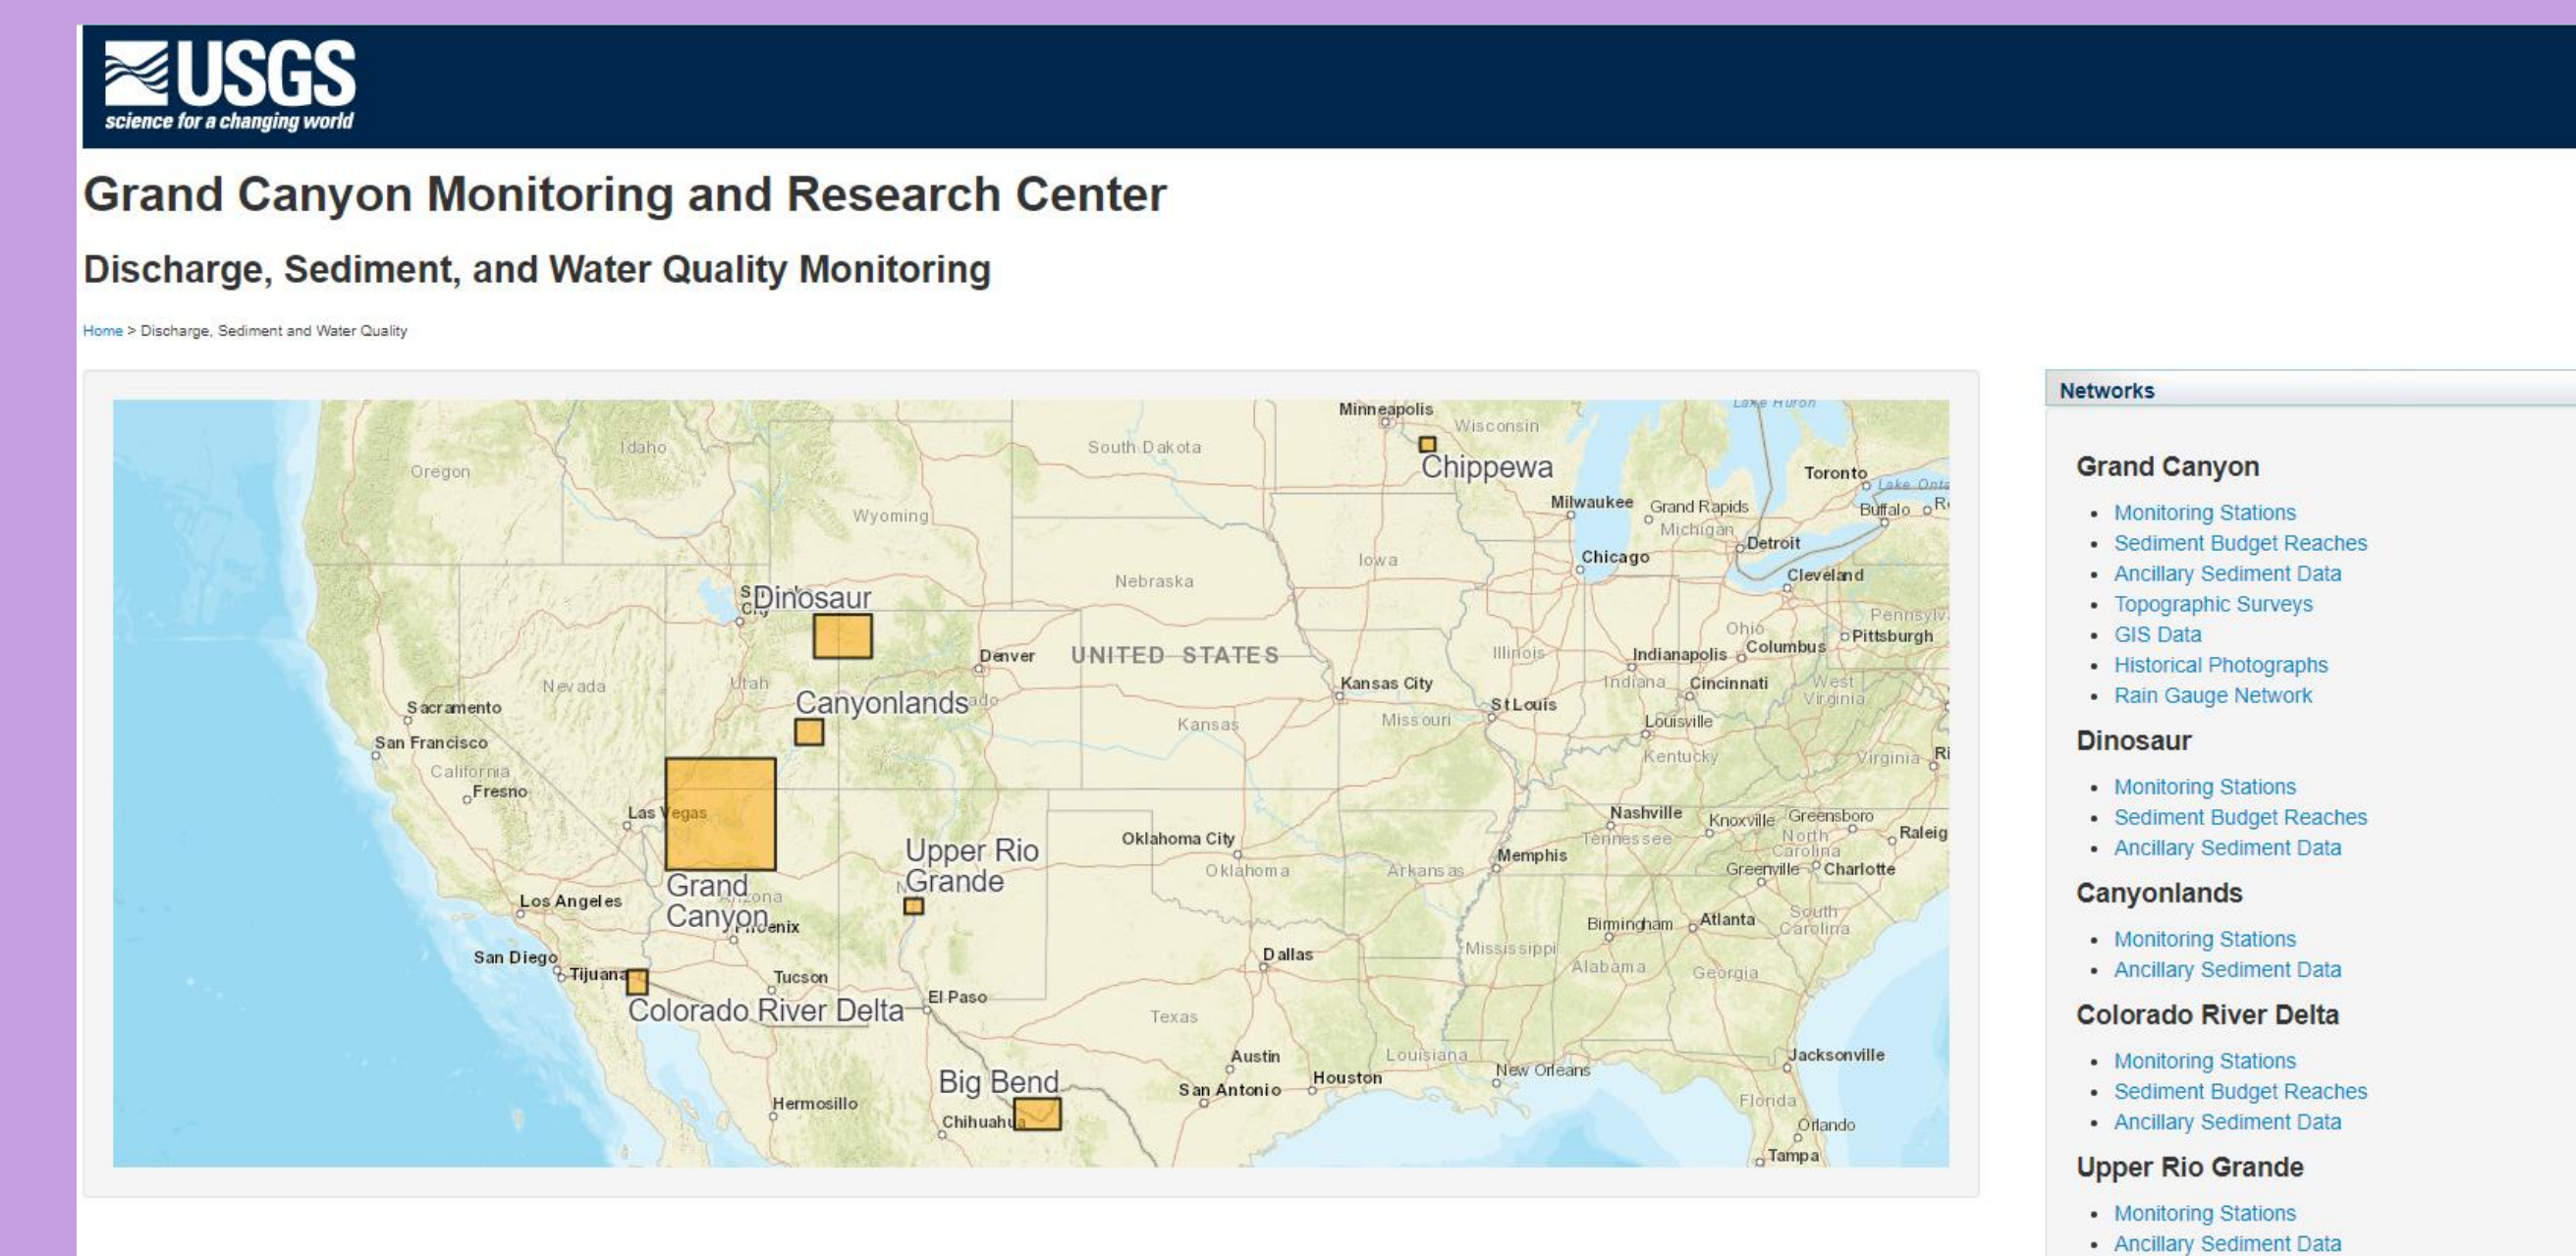 USGS
science for a changing world
Grand Canyon Monitoring and Research Center
Discharge, Sediment, and Water Quality Monitoring
Home > Discharge, Sediment and Water Quality
Minneapolis
Wisconsin
Lake Huron
Idaho
South Dakota
Oregon
Chippewa
Toronto
Lake
Milwaukee
Grand Rapids
Buffalo
Wyoming
Michigan
Detroit
Chicago
Iowa
Cleveland
Nebraska
Dinosaur
City
Ohio
Columbus
Pittsburgh
Denver
UNITED STATES
Illinois
Indianapolis
Nevada
Utah
Kansas City
Indiana
Cincinnati
West
Virginia
Canyonlands
Sacramento
St Louis
Kansas
Missouri
Louisville
San Francisco
Kentucky
Virginia
California
Fresno
Las Vegas
Nashville
Knoxville
Greensboro
Tennessee
North
Carolina
Oklahoma City
Upper Rio
Grande
Memphis
Oklahoma
Arkansas
Greenville
Charlotte
Grand
Canyon
Los Angeles
Birmingham
Atlanta
South
Carolina
San Diego
Tijuana
Tucson
Dallas
Mississippi
Alabama
Georgia
El Paso
Colorado River Delta
Texas
Austin
Louisiana
Jacksonville
New Orleans
Houston
Big Bend
San Antonio
Hermosillo
Florida
Orlando
Tampa
Networks
Grand Canyon
• Monitoring Stations
• Sediment Budget Reaches
• Ancillary Sediment Data
• Topographic Surveys
• GIS Data
• Historical Photographs
• Rain Gauge Network
Dinosaur
• Monitoring Stations
• Sediment Budget Reaches
• Ancillary Sediment Data
Canyonlands
• Monitoring Stations
• Ancillary Sediment Data
Colorado River Delta
• Monitoring Stations
• Sediment Budget Reaches
• Ancillary Sediment Data
Upper Rio Grande
• Monitoring Stations
• Ancillary Sediment Data